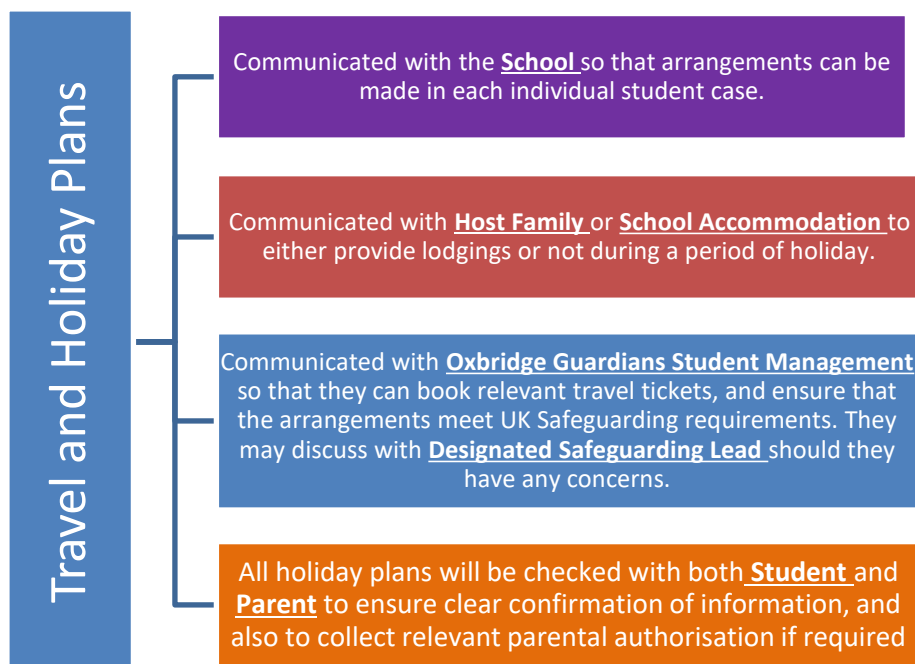 Travel and Holiday Plans
Communicated with the School so that arrangements can be
made in each individual student case.
Communicated with Host Family or School Accommodation to
either provide lodgings or not during a period of holiday.
Communicated with Oxbridge Guardians Student Management
so that they can book relevant travel tickets, and ensure that
the arrangements meet UK Safeguarding requirements. They
may discuss with Designated Safeguarding Lead should they
have any concerns.
All holiday plans will be checked with both Student and
Parent to ensure clear confirmation of information, and
also to collect relevant parental authorisation if required